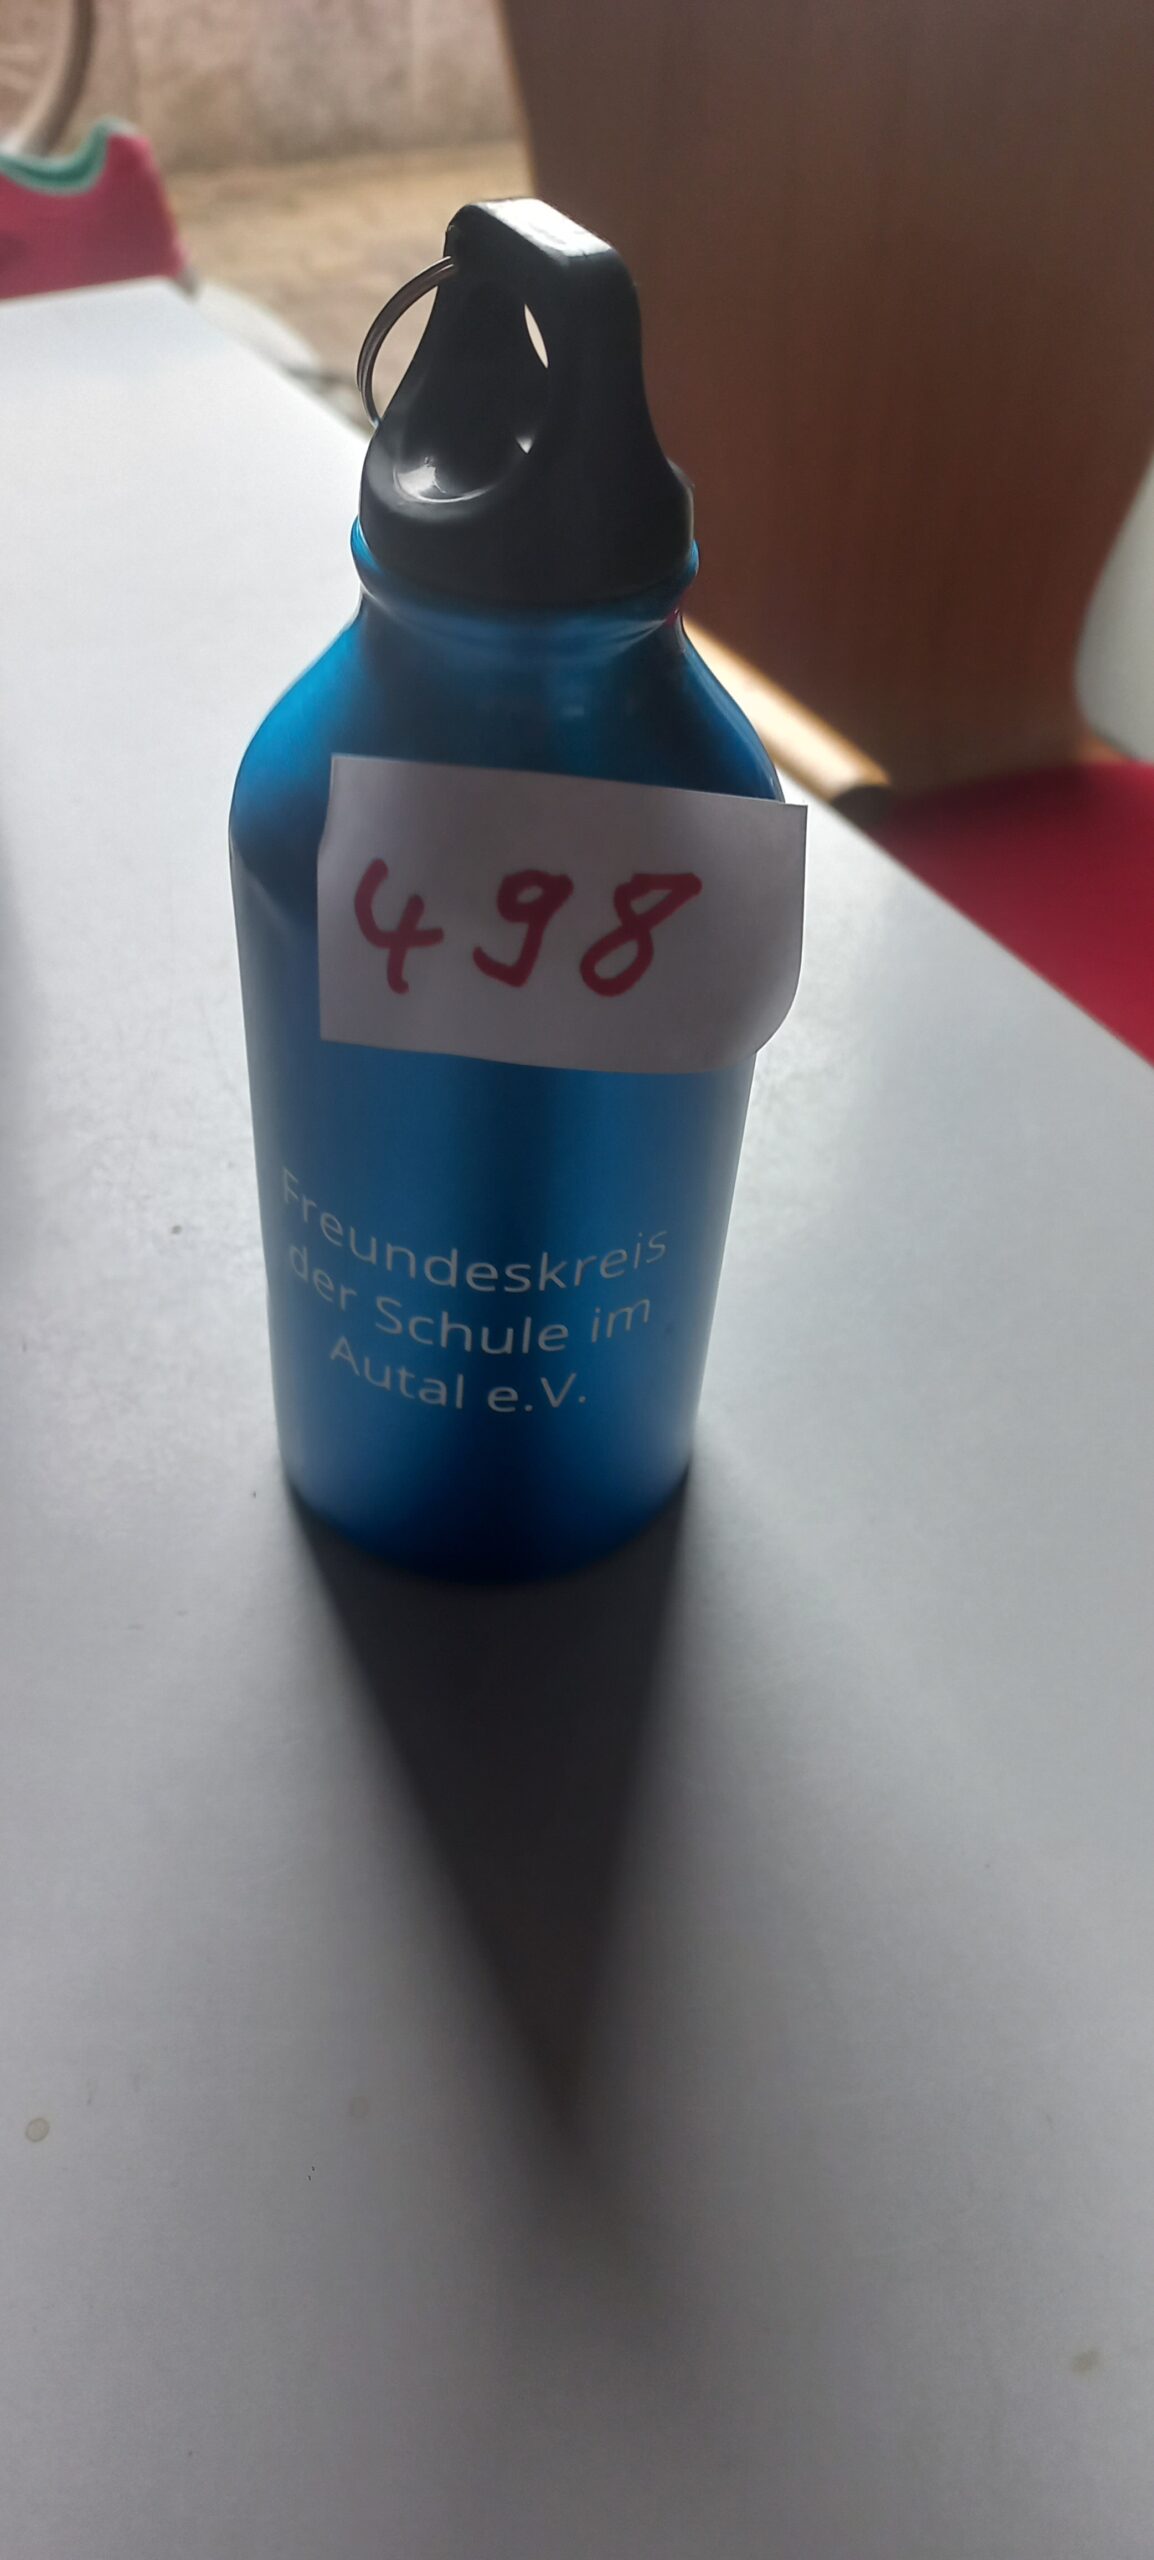 498
Freundeskreis
der Schule im
Autal e.V.